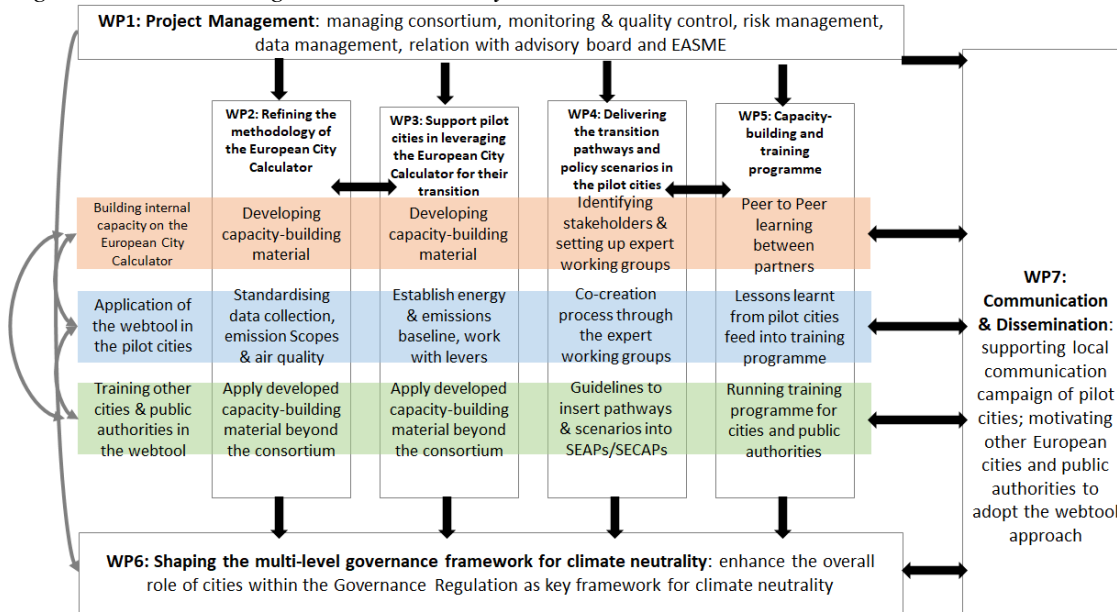 WP1: Project Management: managing consortium, monitoring & quality control, risk management,
data management, relation with advisory board and EASME
WP2: Refining the
methodology of
the European City
Calculator
WP3: Support pilot
cities in leveraging
the European City
Calculator for their
transition
WP4: Delivering
the transition
pathways and
policy scenarios in
the pilot cities
WP5: Capacity-
building and
training
programme
Building internal
capacity on the
European City
Calculator
Developing
capacity-building
material
Developing
capacity-building
material
Identifying
stakeholders &
setting up expert
working groups
Peer to Peer
learning
between
partners
Application of
the webtool in
the pilot cities
Standardising
data collection,
emission Scopes
& air quality
Establish energy
& emissions
baseline, work
with levers
Co-creation
process through
the expert
working groups
Lessons learnt
from pilot cities
feed into training
programme
Training other
cities & public
authorities in
the webtool
Apply developed
capacity-building
material beyond
the consortium
Apply developed
capacity-building
material beyond
the consortium
Guidelines to
insert pathways
& scenarios into
SEAPs/SECAPs
Running training
programme for
cities and public
authorities
WP7:
Communication
& Dissemination:
supporting local
communication
campaign of pilot
cities; motivating
other European
cities and public
authorities to
adopt the webtool
approach
WP6: Shaping the multi-level governance framework for climate neutrality: enhance the overall
role of cities within the Governance Regulation as key framework for climate neutrality